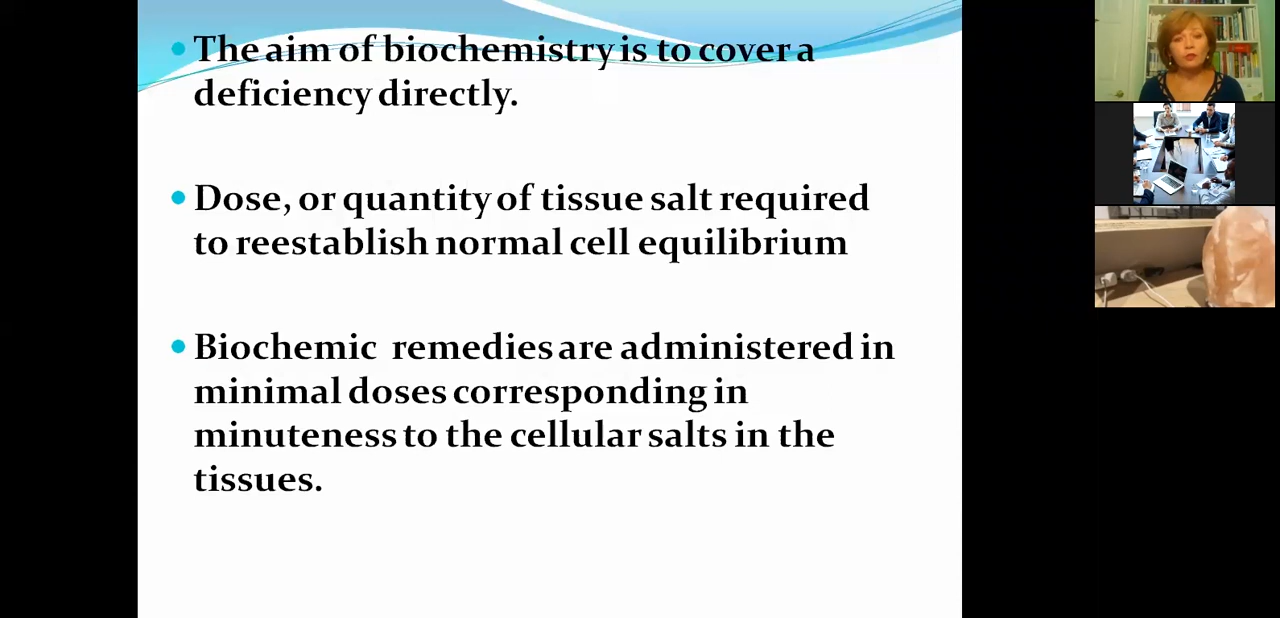 The aim of biochemistry is to cover a
deficiency directly.
Dose, or quantity of tissue salt required
to reestablish normal cell equilibrium
Biochemic remedies are administered in
minimal doses corresponding in
minuteness to the cellular salts in the
tissues.